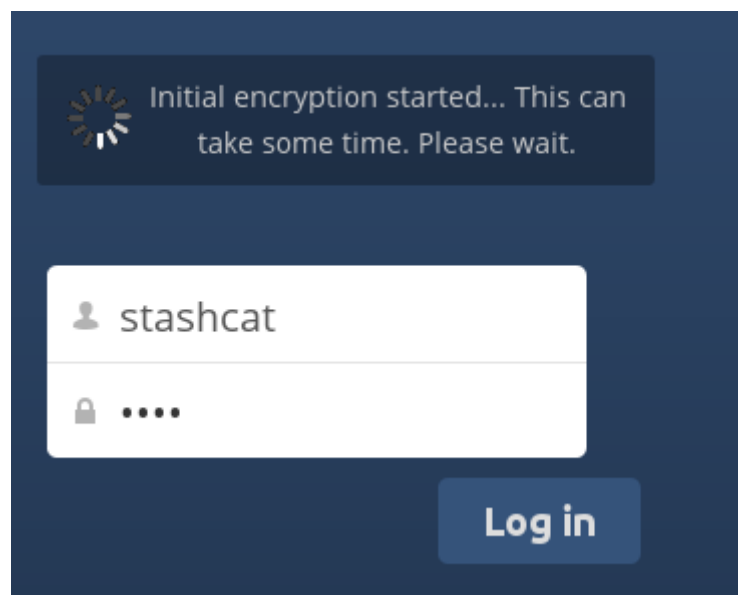 Initial encryption started... This can
take some time. Please wait.
stashcat
••••
Log in